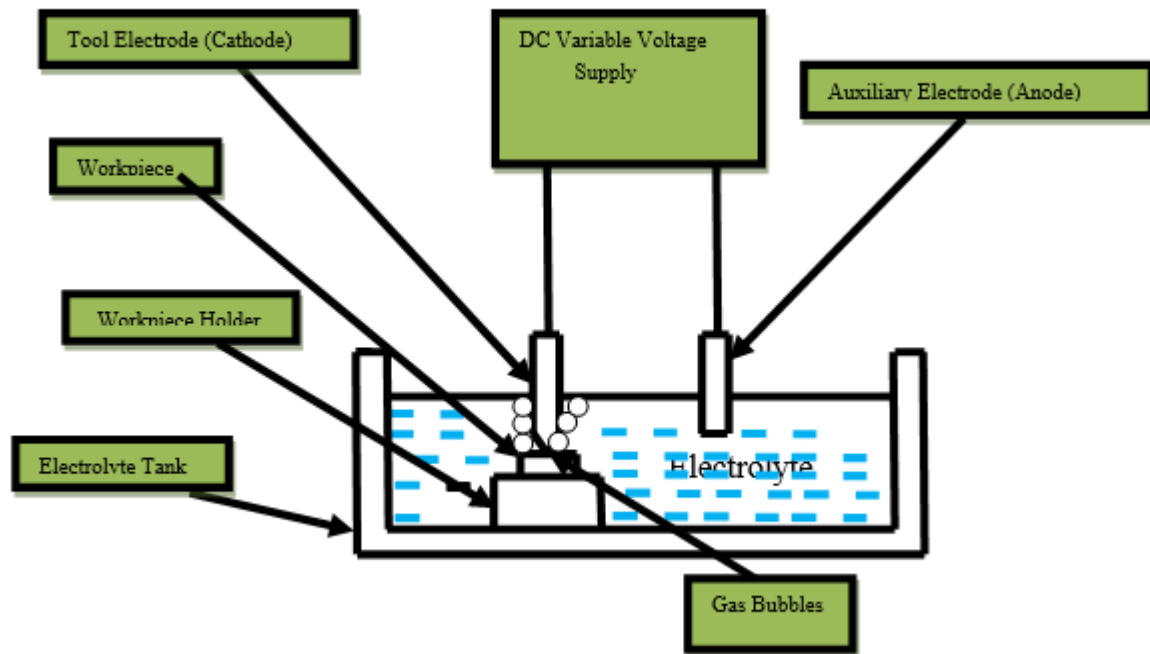 Tool Electrode (Cathode)
DC Variable Voltage
Supply
Auxiliary Electrode (Anode)
Workpiece
Workpiece Holder
Electrolyte Tank
Electrolyte
Gas Bubbles